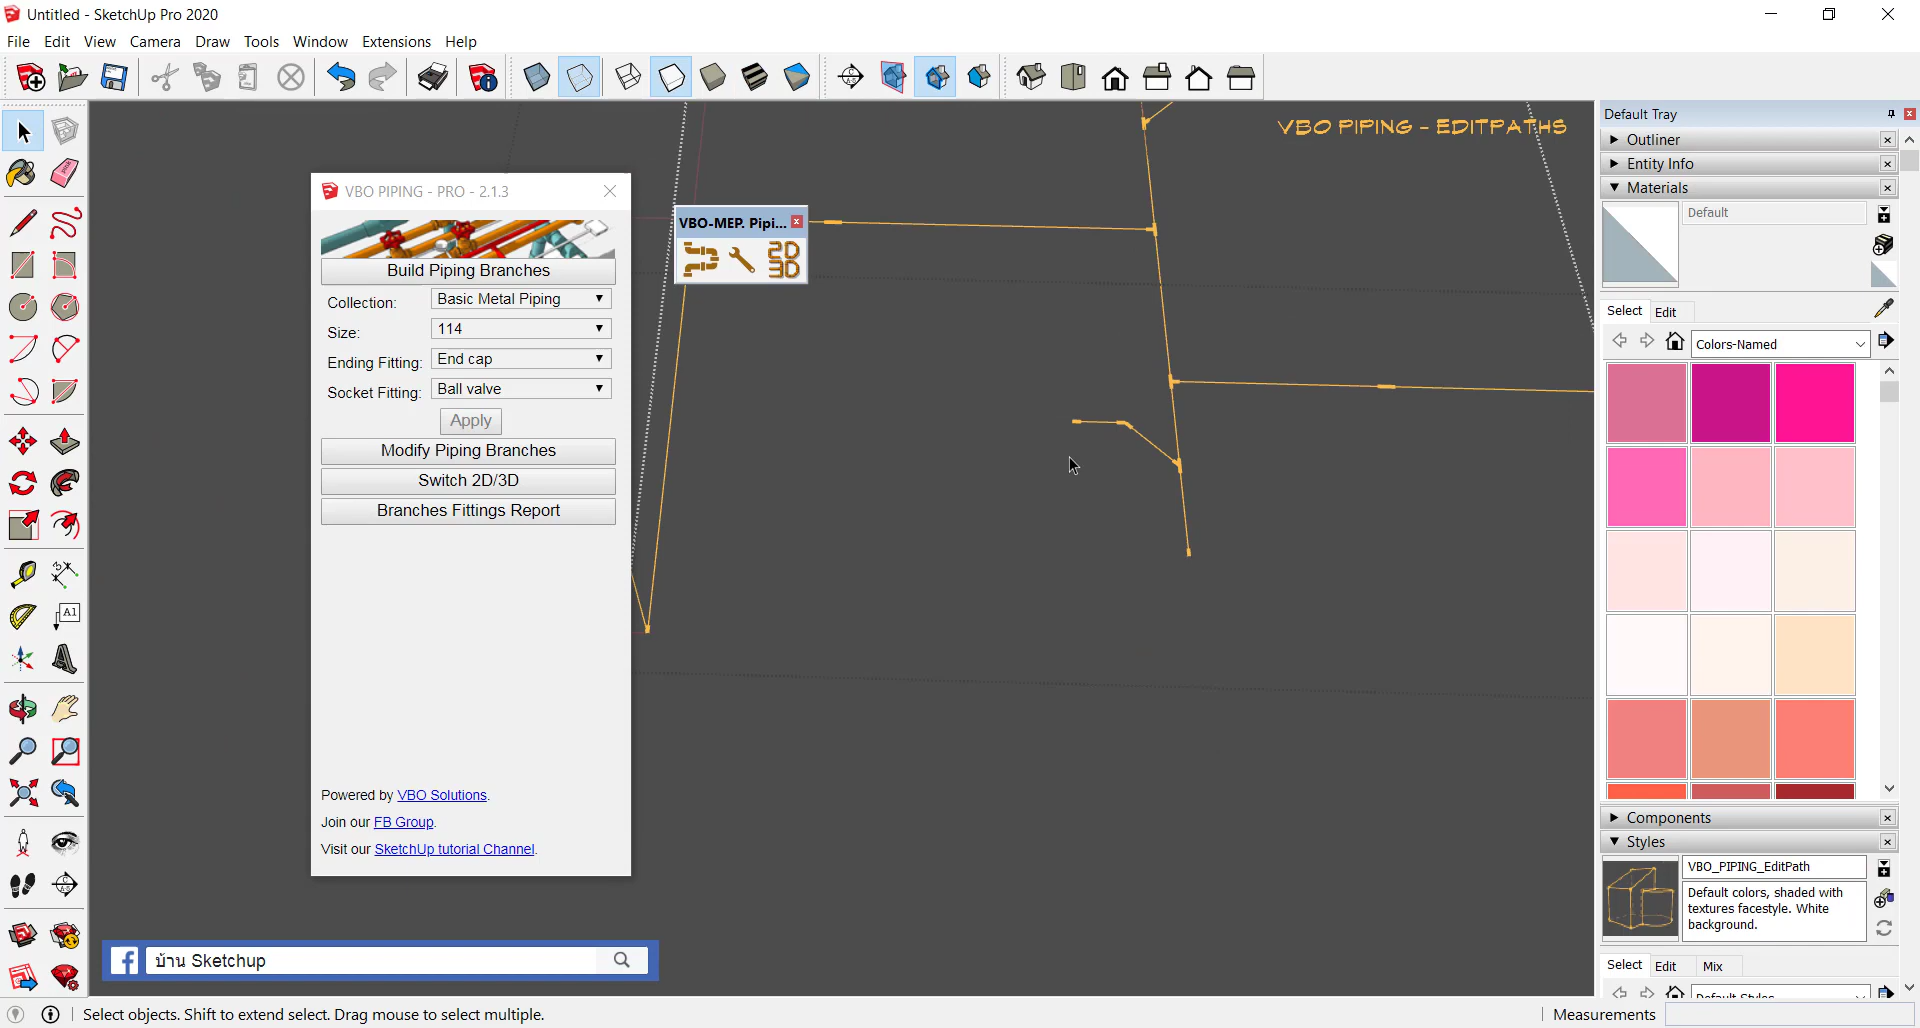 Untitled - SketchUp Pro 2020
File Edit View Camera Draw Tools Window Extensions Help
VBO PIPING - EDITPATHS
VBO PIPING - PRO - 2.1.3
Build Piping Branches
Collection: Basic Metal Piping
Size: 114
Ending Fitting: End cap
Socket Fitting: Ball valve
Apply
Modify Piping Branches
Switch 2D/3D
Branches Fittings Report
Powered by VBO Solutions.
Join our FB Group.
Visit our SketchUp tutorial Channel.
VBO-MEP. Pipi...
2D
3D
บ้าน Sketchup
Default Tray
Outliner
Entity Info
Materials
Default
Select Edit
Colors-Named
Components
Styles
VBO_PIPING_EditPath
Default colors, shaded with
textures facestyle. White
background.
Select Edit Mix
Default Styles
A1
Select objects. Shift to extend select. Drag mouse to select multiple.
Measurements